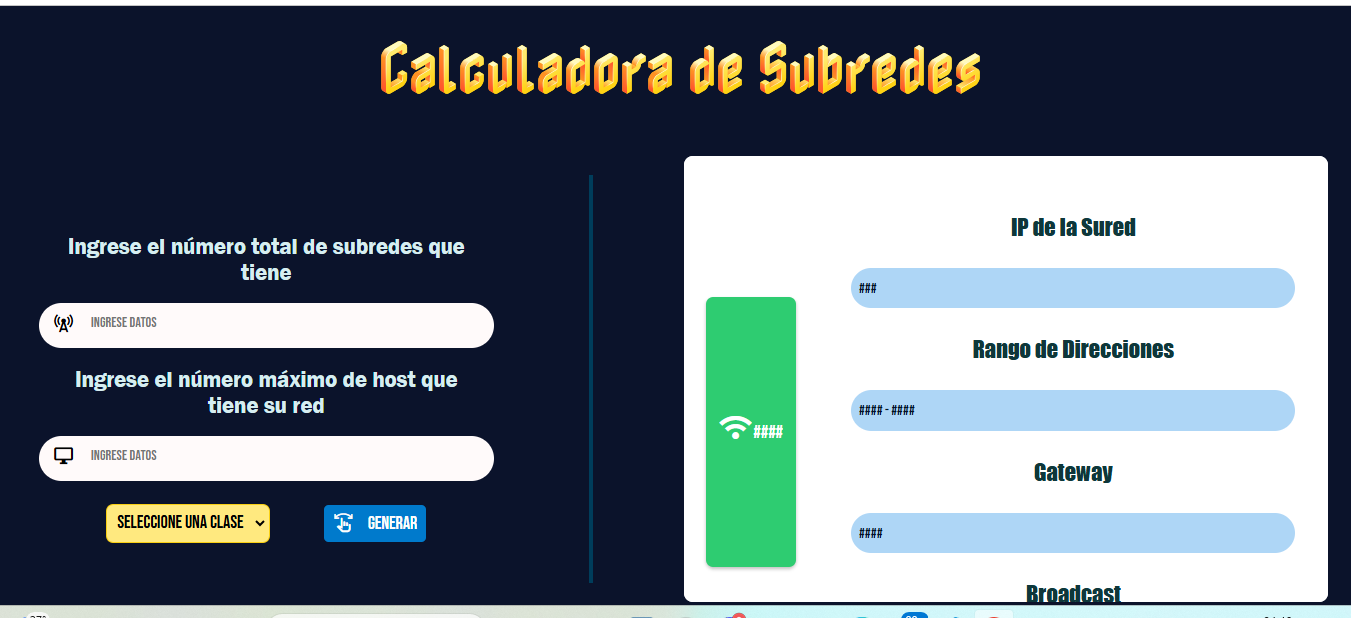 Calculadora de Subredes
Ingrese el número total de subredes que
tiene
INGRESE DATOS
Ingrese el número máximo de host que
tiene su red
INGRESE DATOS
SELECCIONE UNA CLASE
GENERAR
####
IP de la Sured
###
Rango de Direcciones
#### - ####
Gateway
####
Broadcast